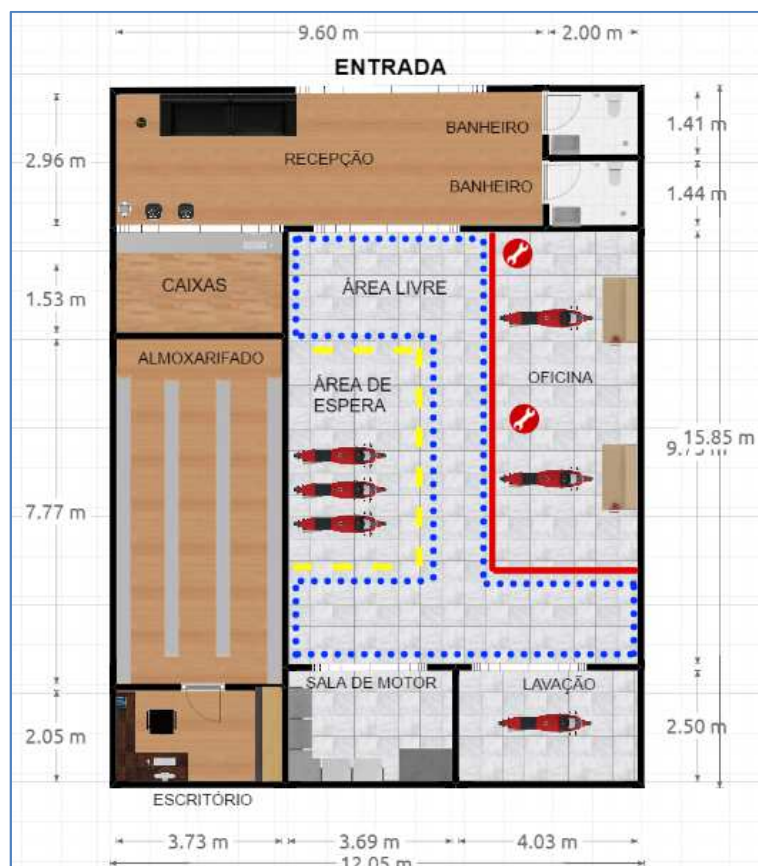 9.60 m
2.00 m
ENTRADA
BANHEIRO
1.41 m
2.96 m
RECEPÇÃO
BANHEIRO
1.44 m
CAIXAS
ÁREA LIVRE
1.53 m
ALMOXARIFADO
ÁREA DE
ESPERA
OFICINA
15.85 m
7.77 m
SALA DE MOTOR
LAVAÇÃO
2.05 m
2.50 m
ESCRITÓRIO
3.73 m
3.69 m
4.03 m
12.05 m